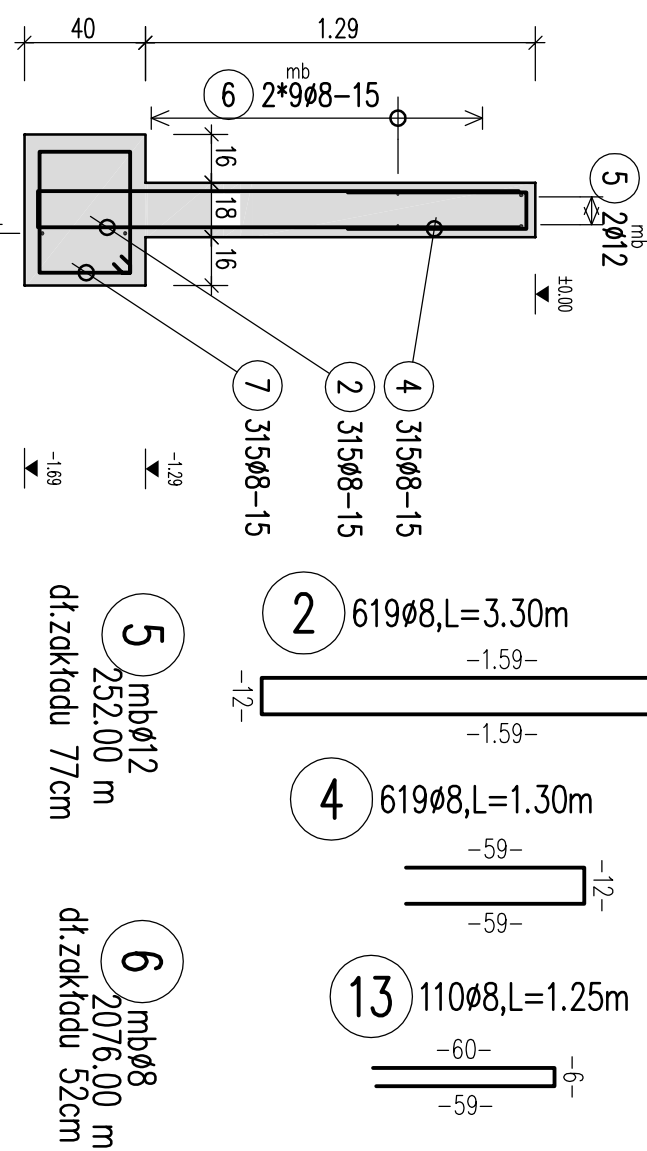 40
1.29
mb
6 2*9ø8-15
5 2ø12
mb
16
18
16
±0.00
7 315ø8-15
2 315ø8-15
4 315ø8-15
-1.69
-1.29
2 619ø8,L=3.30m
-1.59-
-12-
-1.59-
4 619ø8,L=1.30m
-59-
-12-
-59-
13 110ø8,L=1.25m
-60-
-6-
-59-
5 mbø12
252.00 m
dł.zakładu 77cm
6 mbø8
2076.00 m
dł.zakładu 52cm